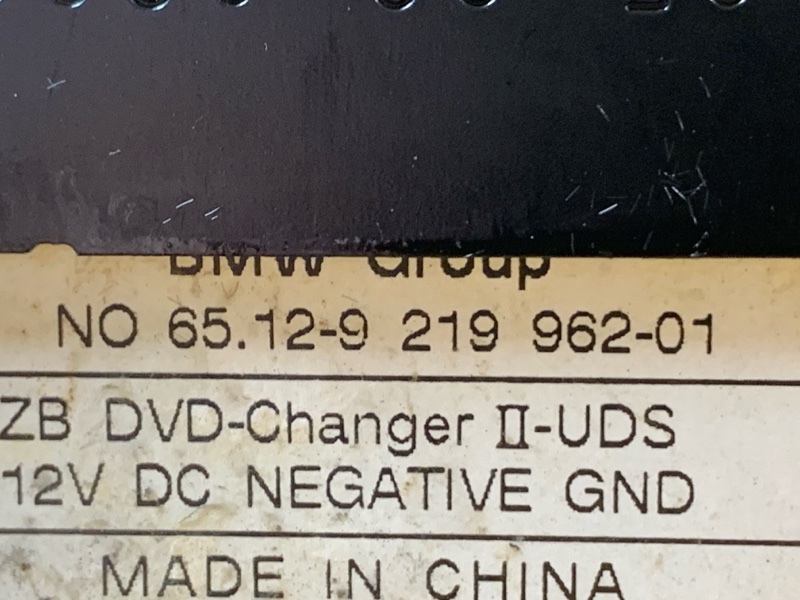 BMW Group
NO 65.12-9 219 962-01
ZB DVD-Changer II-UDS
12V DC NEGATIVE GND
MADE IN CHINA